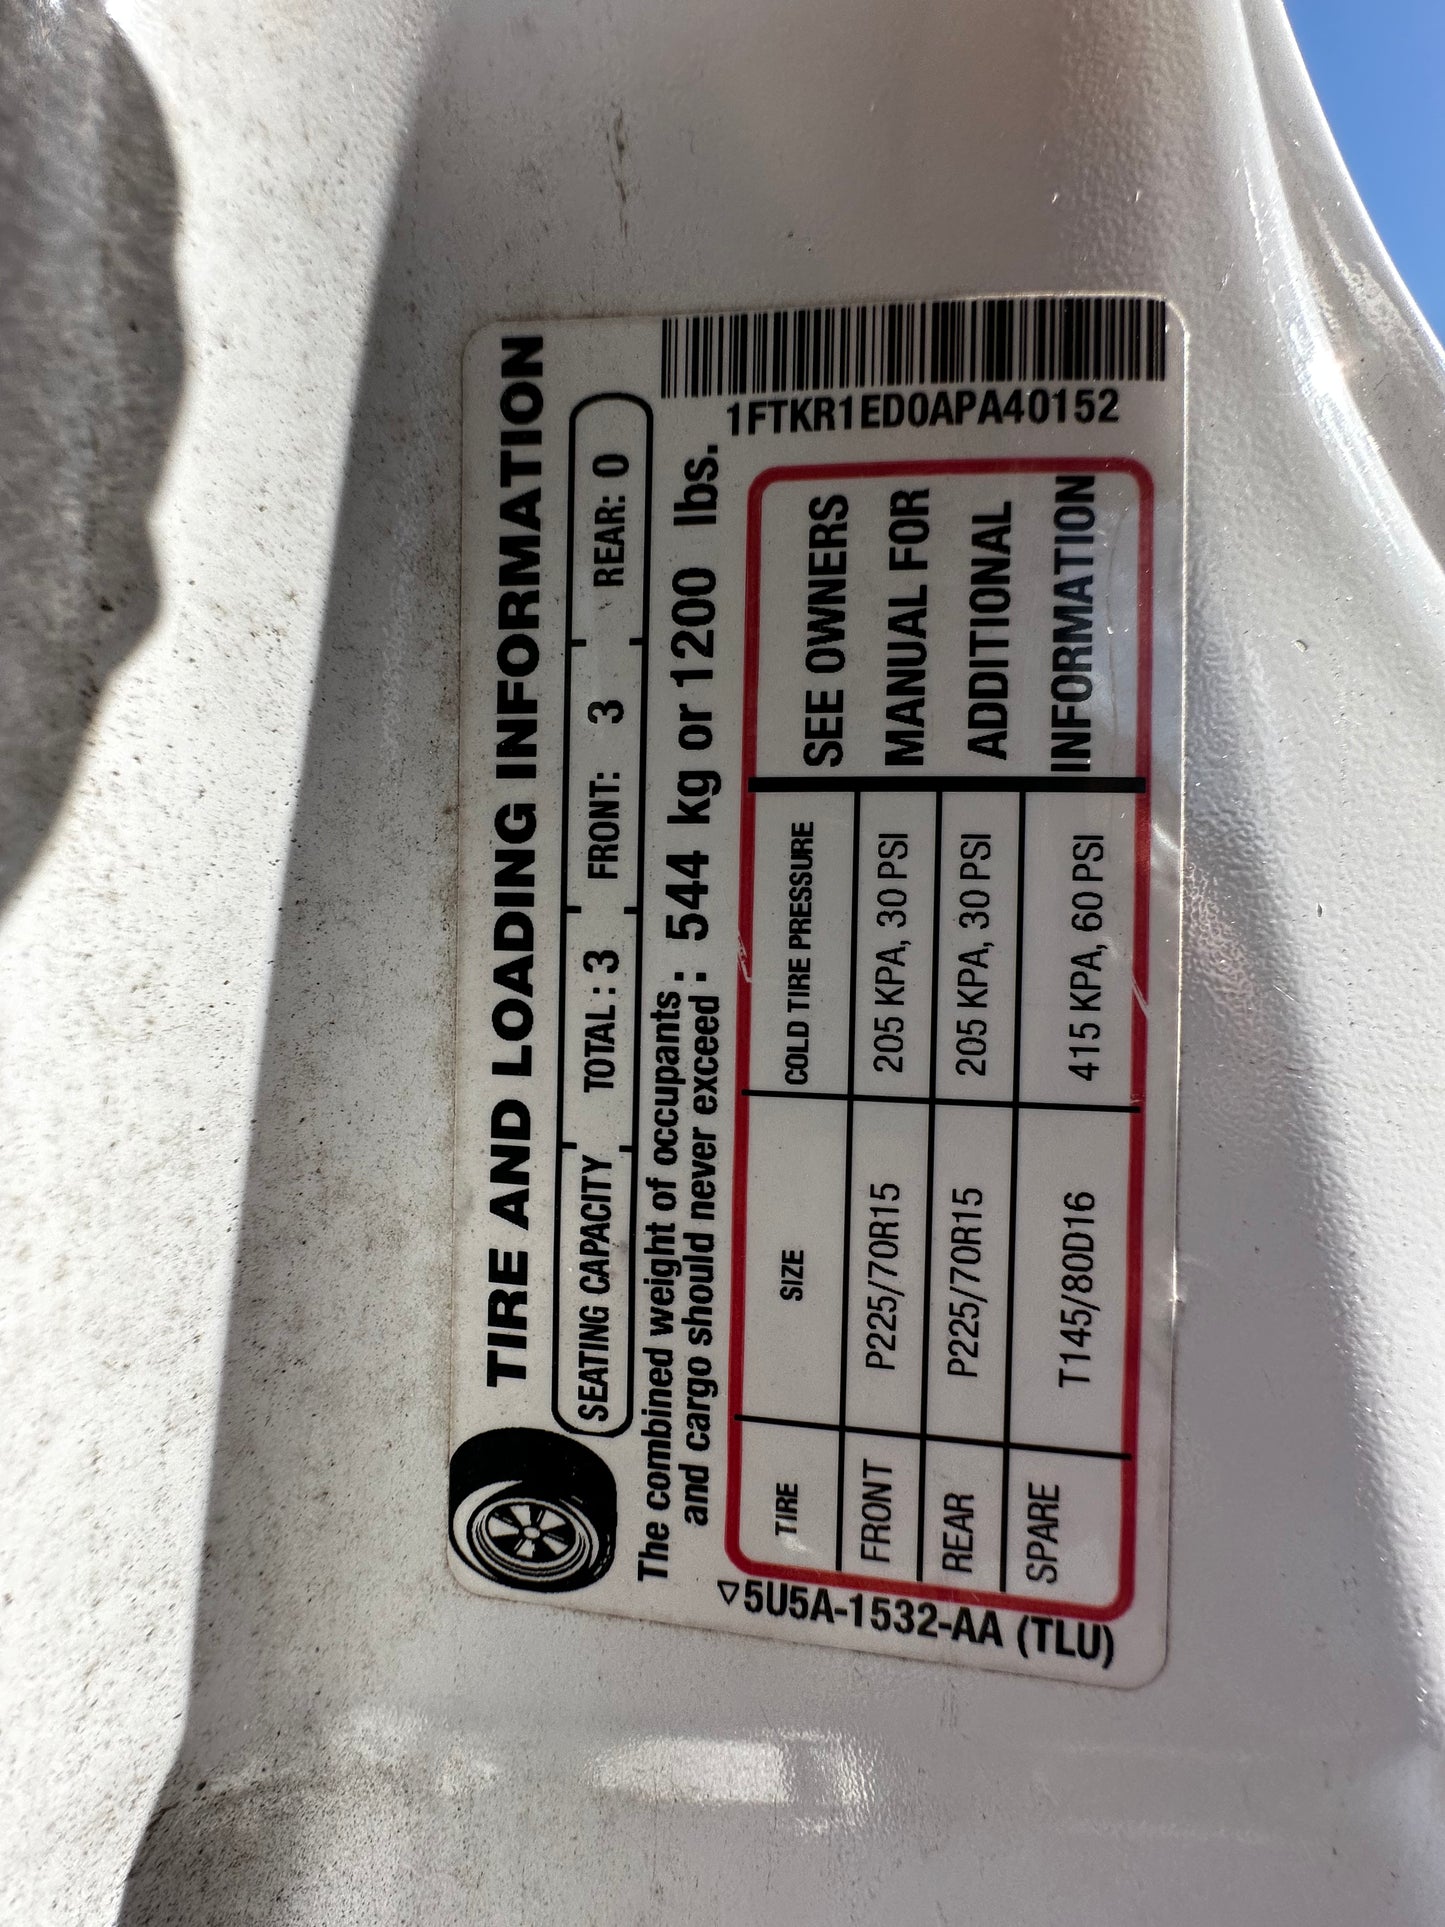 TIRE AND LOADING INFORMATION
SEATING CAPACITY TOTAL : 3 FRONT: 3 REAR: 0
The combined weight of occupants and cargo should never exceed : 544 kg or 1200 lbs.
1FTKR1ED0APA40152
TIRE SIZE COLD TIRE PRESSURE
FRONT P225/70R15 205 KPA, 30 PSI
REAR P225/70R15 205 KPA, 30 PSI
SPARE T145/80D16 415 KPA, 60 PSI
SEE OWNERS
MANUAL FOR
ADDITIONAL
INFORMATION
5U5A-1532-AA (TLU)